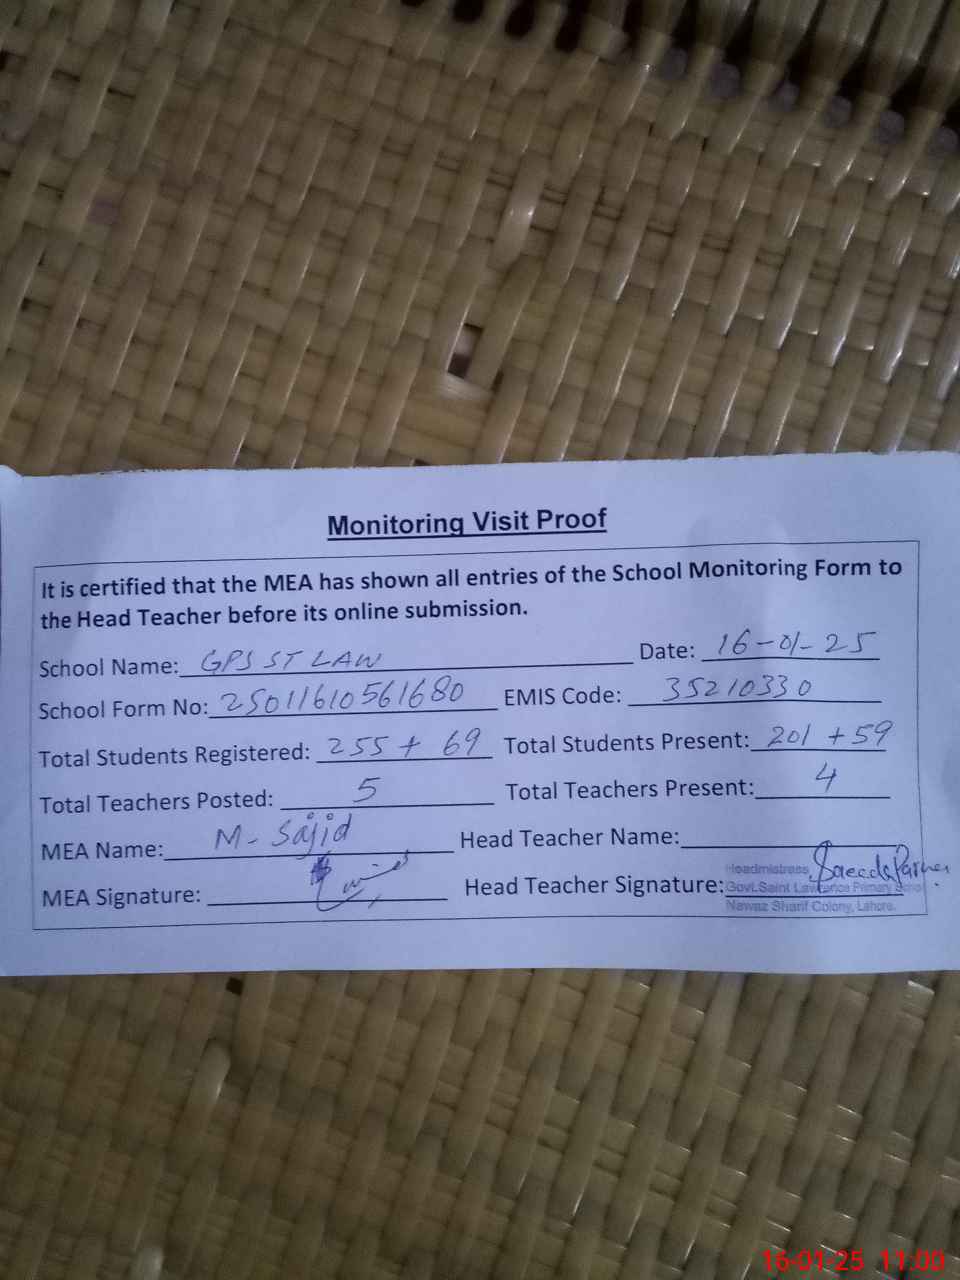 Monitoring Visit Proof
It is certified that the MEA has shown all entries of the School Monitoring Form to
the Head Teacher before its online submission.
School Name: GPS ST LAW Date: 16-01-25
School Form No: 25011610561680 EMIS Code: 35210330
Total Students Registered: 255 + 69 Total Students Present: 201 + 59
Total Teachers Posted: 5 Total Teachers Present: 4
MEA Name: M- Sajid Head Teacher Name:
MEA Signature: Head Teacher Signature: Saeeda
Headmistress
Govt.Saint Lawrence Primary School
Nawaz Sharif Colony, Lahore.
16-01-25 11:00